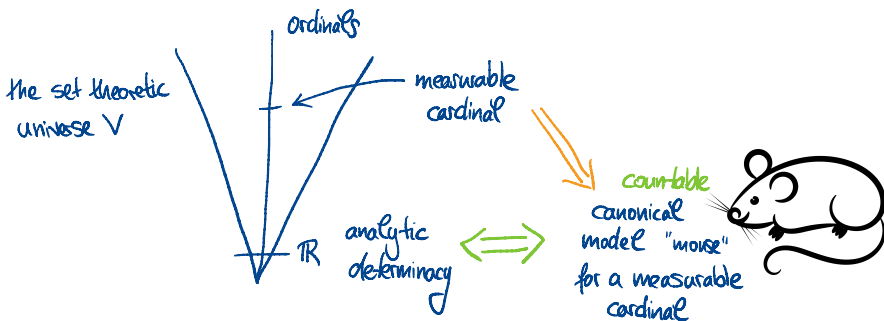 ordinals
the set theoretic
universe V
measurable
cardinal
ℝ
analytic
determinacy
countable
canonical
model "mouse"
for a measurable
cardinal